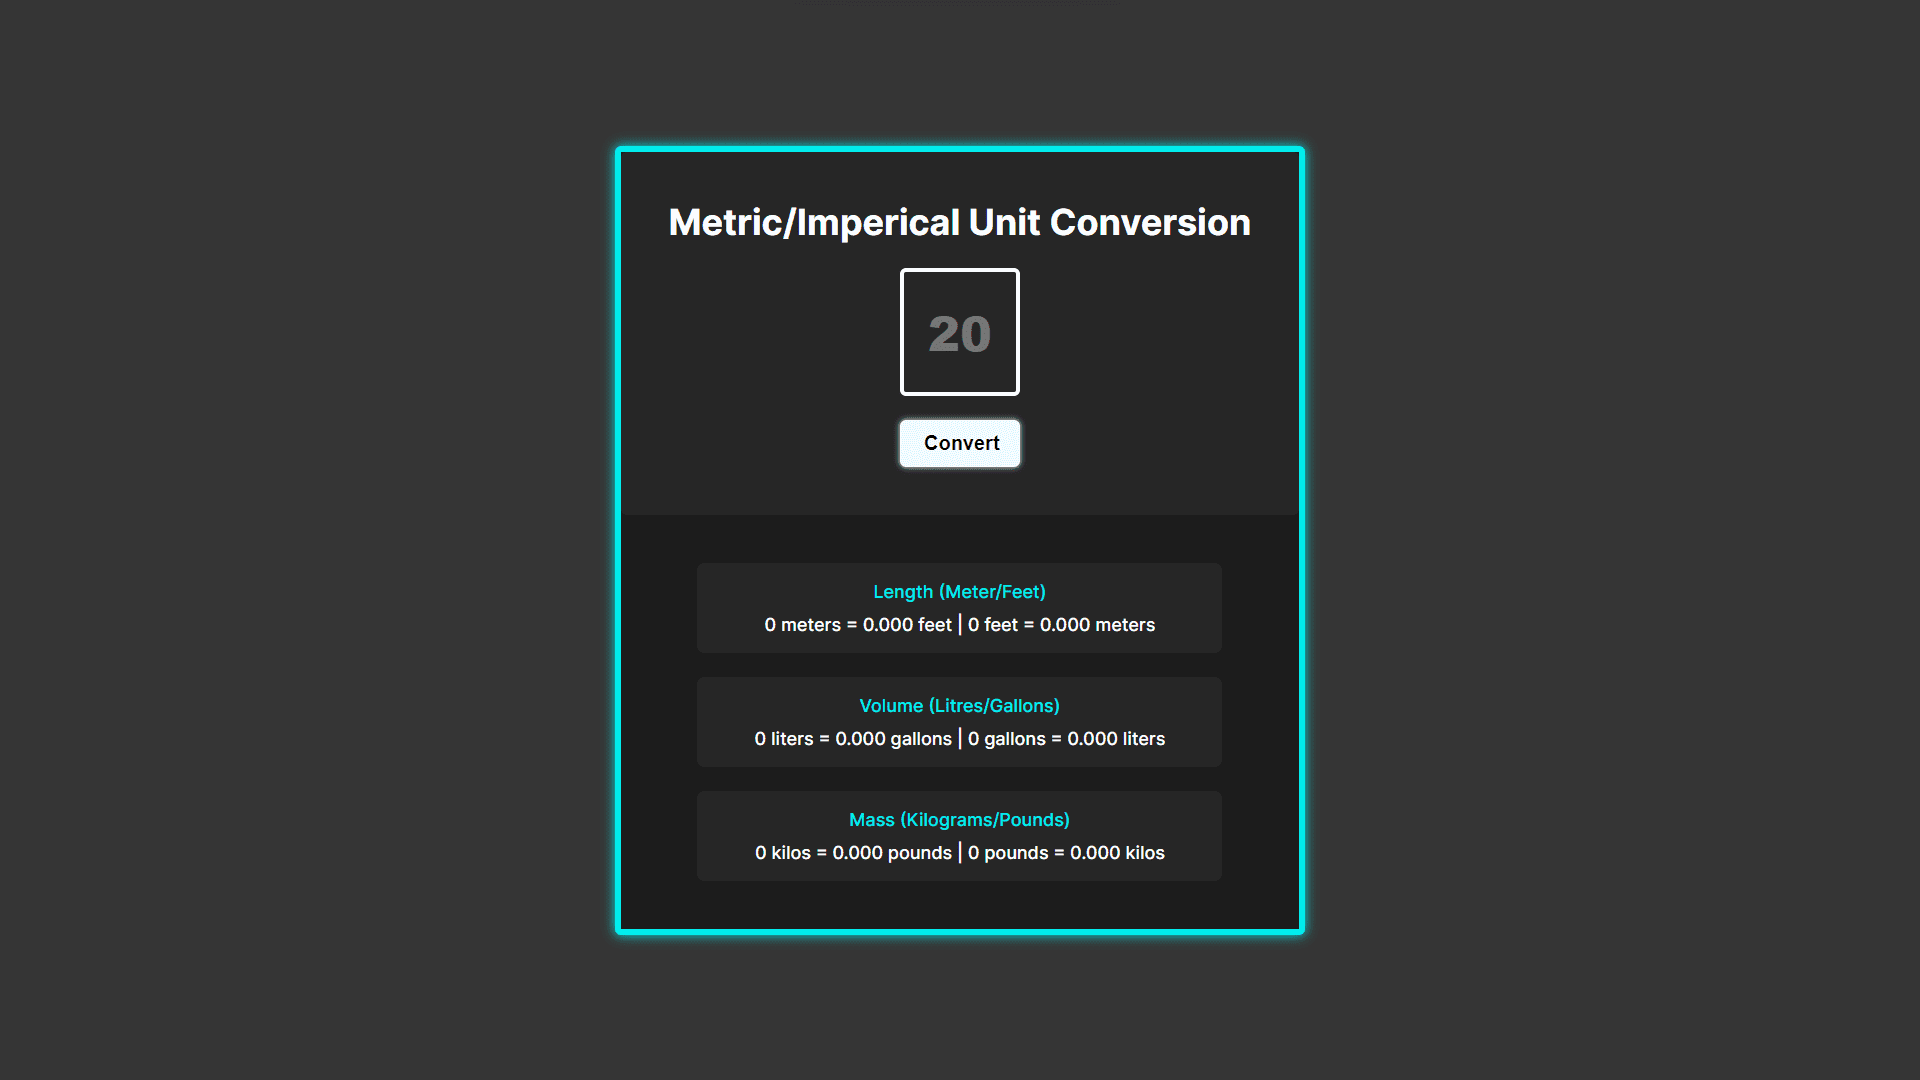 Metric/Imperical Unit Conversion
20
Convert
Length (Meter/Feet)
0 meters = 0.000 feet | 0 feet = 0.000 meters
Volume (Litres/Gallons)
0 liters = 0.000 gallons | 0 gallons = 0.000 liters
Mass (Kilograms/Pounds)
0 kilos = 0.000 pounds | 0 pounds = 0.000 kilos